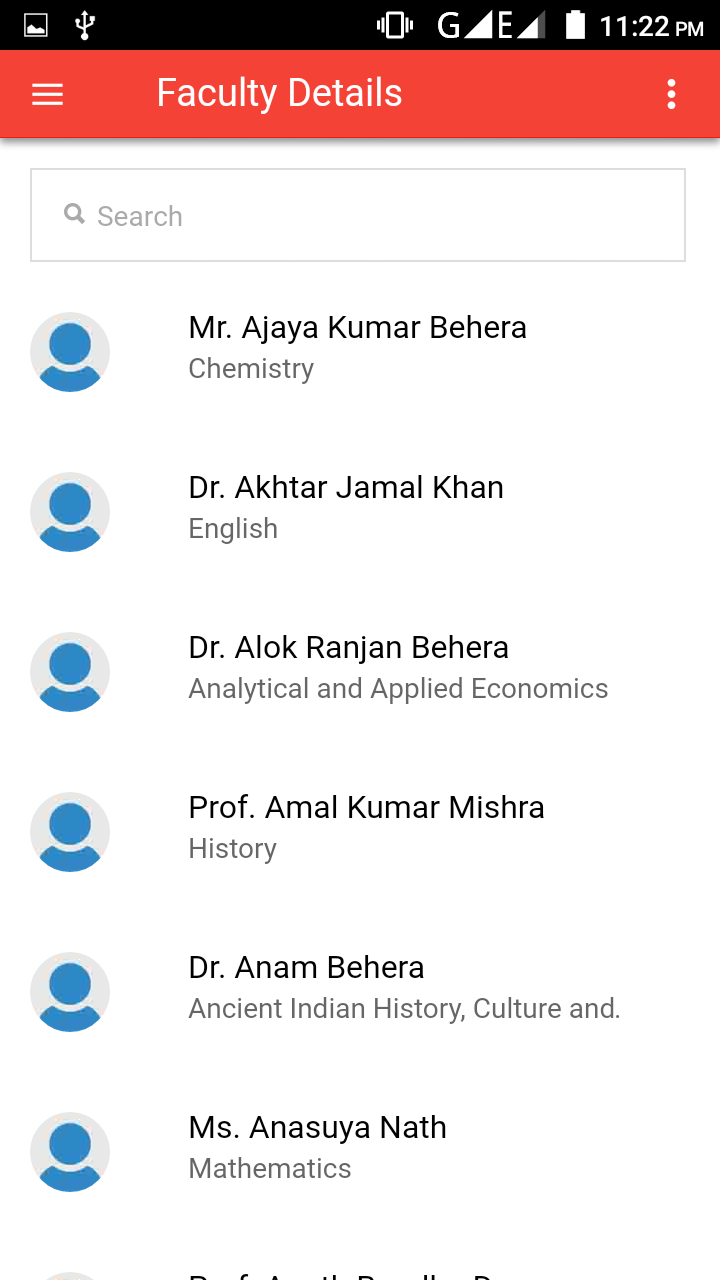 G E 11:22 PM
Faculty Details
Search
Mr. Ajaya Kumar Behera
Chemistry
Dr. Akhtar Jamal Khan
English
Dr. Alok Ranjan Behera
Analytical and Applied Economics
Prof. Amal Kumar Mishra
History
Dr. Anam Behera
Ancient Indian History, Culture and.
Ms. Anasuya Nath
Mathematics